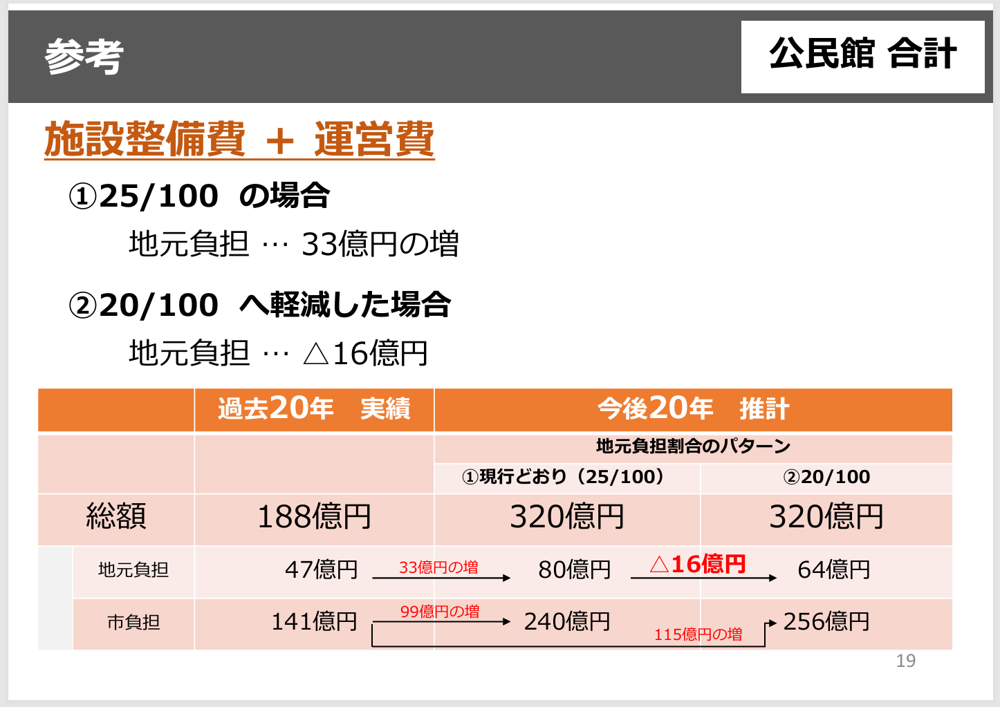 参考
公民館 合計
施設整備費 ＋ 運営費
①25/100 の場合
地元負担 … 33億円の増
②20/100 へ軽減した場合
地元負担 … △16億円
過去20年　実績
今後20年　推計
地元負担割合のパターン
①現行どおり（25/100）
②20/100
総額
188億円
320億円
320億円
地元負担
47億円
33億円の増
80億円
△16億円
64億円
市負担
141億円
99億円の増
240億円
115億円の増
256億円
19